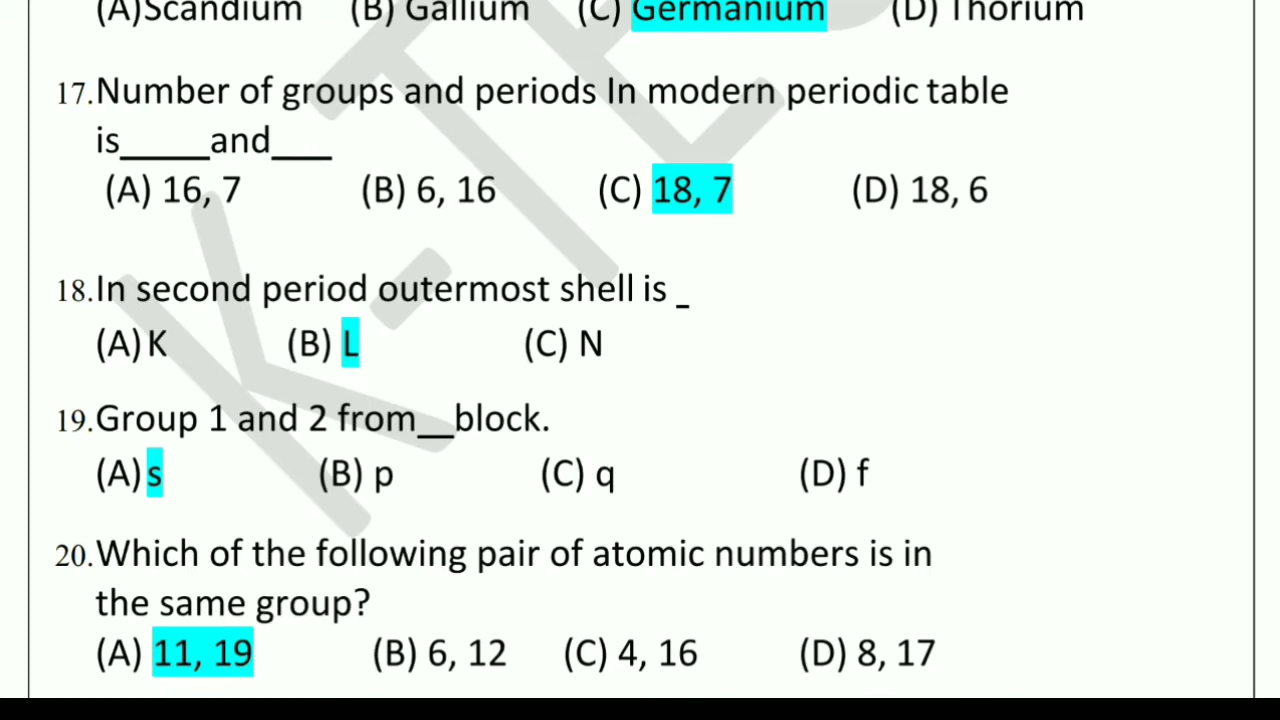 (A)Scandium (B) Gallium (C) Germanium (D) Thorium
17.Number of groups and periods In modern periodic table
is_____and___
(A) 16, 7 (B) 6, 16 (C) 18, 7 (D) 18, 6
18.In second period outermost shell is _
(A) K (B) L (C) N
19.Group 1 and 2 from__block.
(A) s (B) p (C) q (D) f
20.Which of the following pair of atomic numbers is in
the same group?
(A) 11, 19 (B) 6, 12 (C) 4, 16 (D) 8, 17